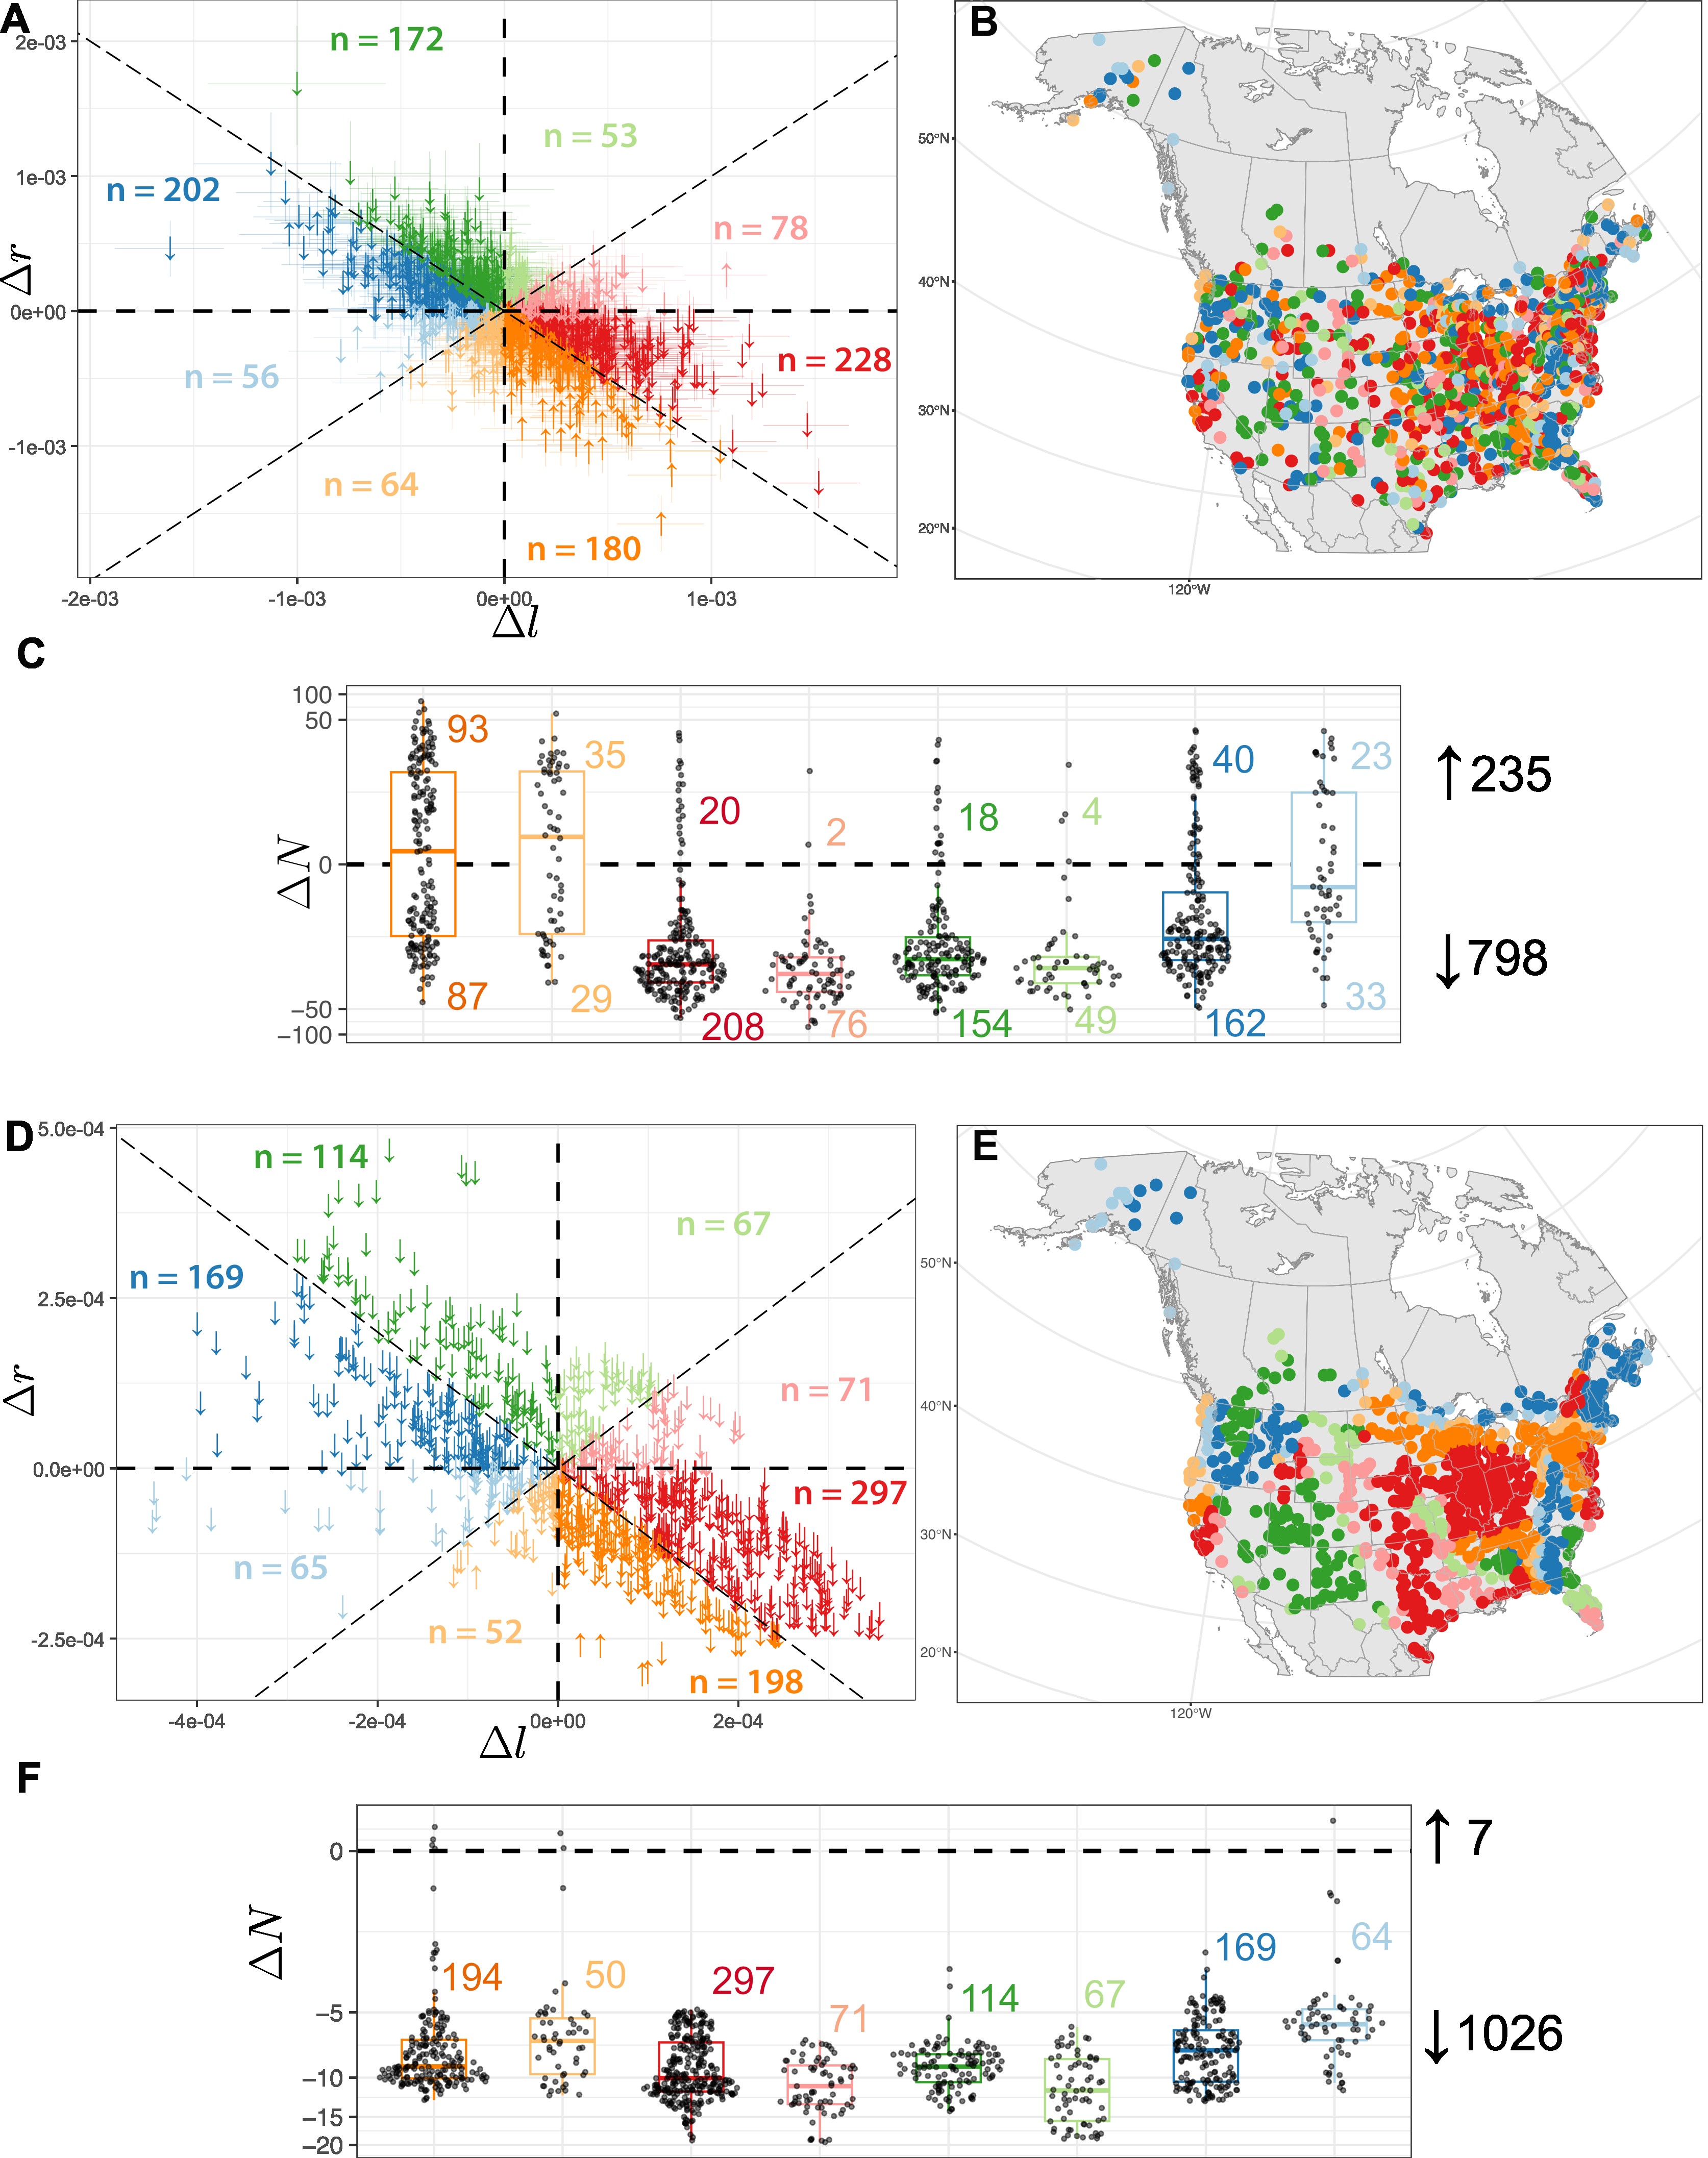 A
n = 172
n = 53
n = 202
n = 78
n = 56
n = 228
n = 64
n = 180
2e-03
1e-03
0e+00
-1e-03
Δr
-2e-03
-1e-03
0e+00
1e-03
Δl
B
50°N
40°N
30°N
20°N
120°W
C
100
50
0
−50
−100
ΔN
93
35
20
2
18
4
40
23
87
29
208
76
154
49
162
33
↑235
↓798
D
5.0e-04
2.5e-04
0.0e+00
-2.5e-04
Δr
n = 114
n = 67
n = 169
n = 71
n = 297
n = 65
n = 52
n = 198
-4e-04
-2e-04
0e+00
2e-04
Δl
E
50°N
40°N
30°N
20°N
120°W
F
0
−5
−10
−15
−20
ΔN
194
50
297
71
114
67
169
64
↑7
↓1026